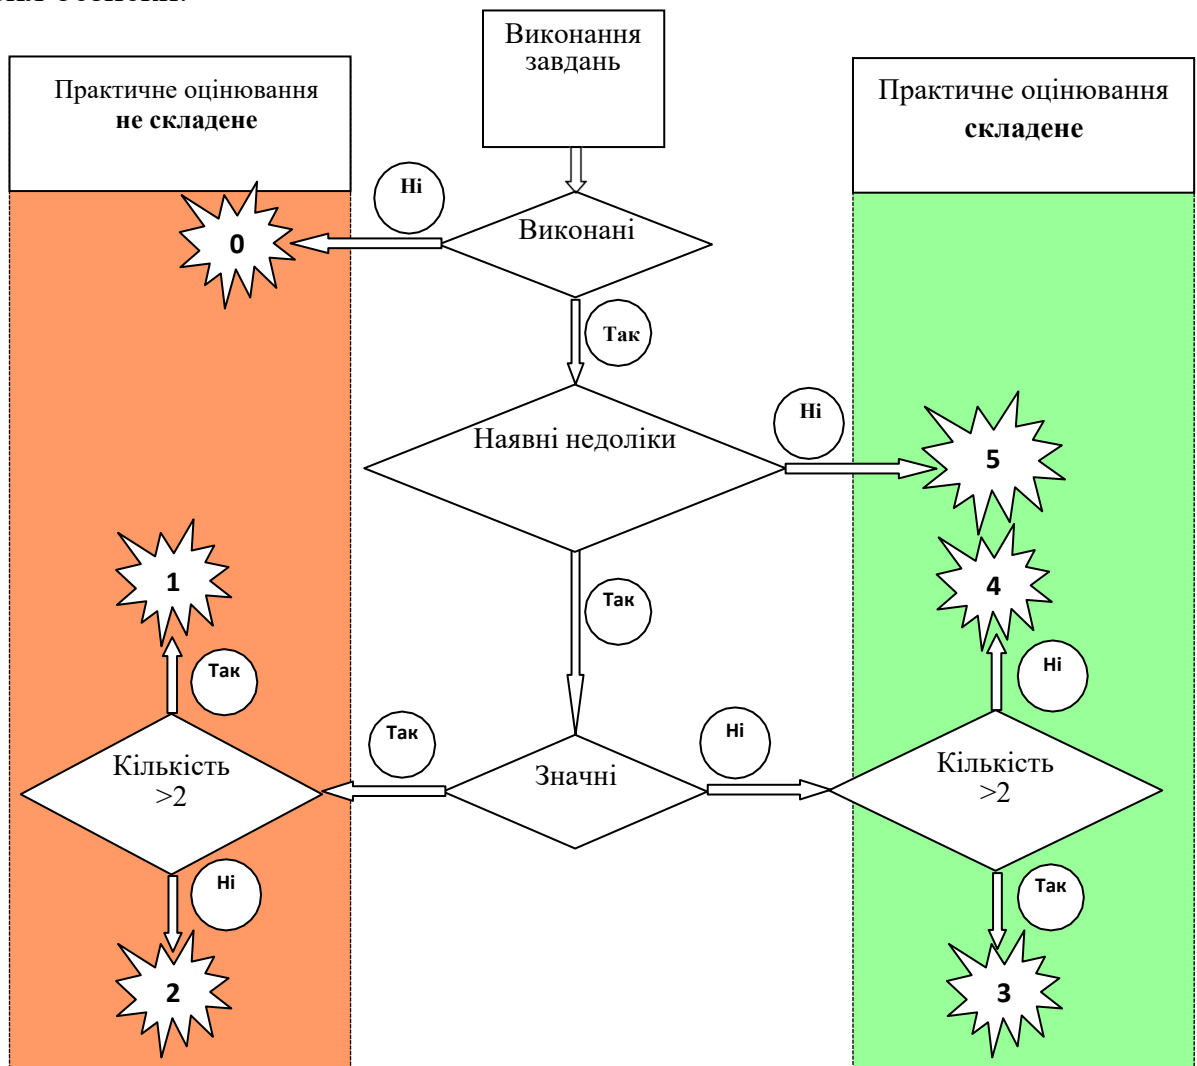 Виконання
завдань
Практичне оцінювання
не складене
Практичне оцінювання
складене
Ні
0
Виконані
Так
Ні
Наявні недоліки
5
1
Так
4
Так
Ні
Так
Ні
Кількість
>2
Значні
Кількість
>2
Ні
Так
2
3